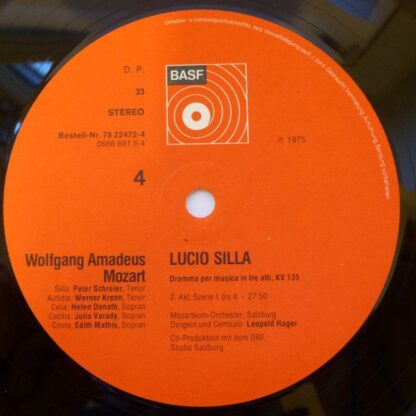 Urheber- u. Leistungsschutzrechte
D. P.
BASF
33
STEREO
℗ 1975
Bestell-Nr. 78 22472-4
0666 691 S 4
4
Wolfgang Amadeus
Mozart
LUCIO SILLA
Silla: Peter Schreier, Tenor
Aufidio: Werner Krenn, Tenor
Celia: Helen Donath, Sopran
Cecilio: Julia Varady, Sopran
Cinna: Edith Mathis, Sopran
Dramma per musica in tre atti, KV 135
2. Akt, Szene 1 bis 4 - 27'50
Mozarteum-Orchester, Salzburg
Dirigent und Cembalo: Leopold Hager
Co-Produktion mit dem ORF,
Studio Salzburg